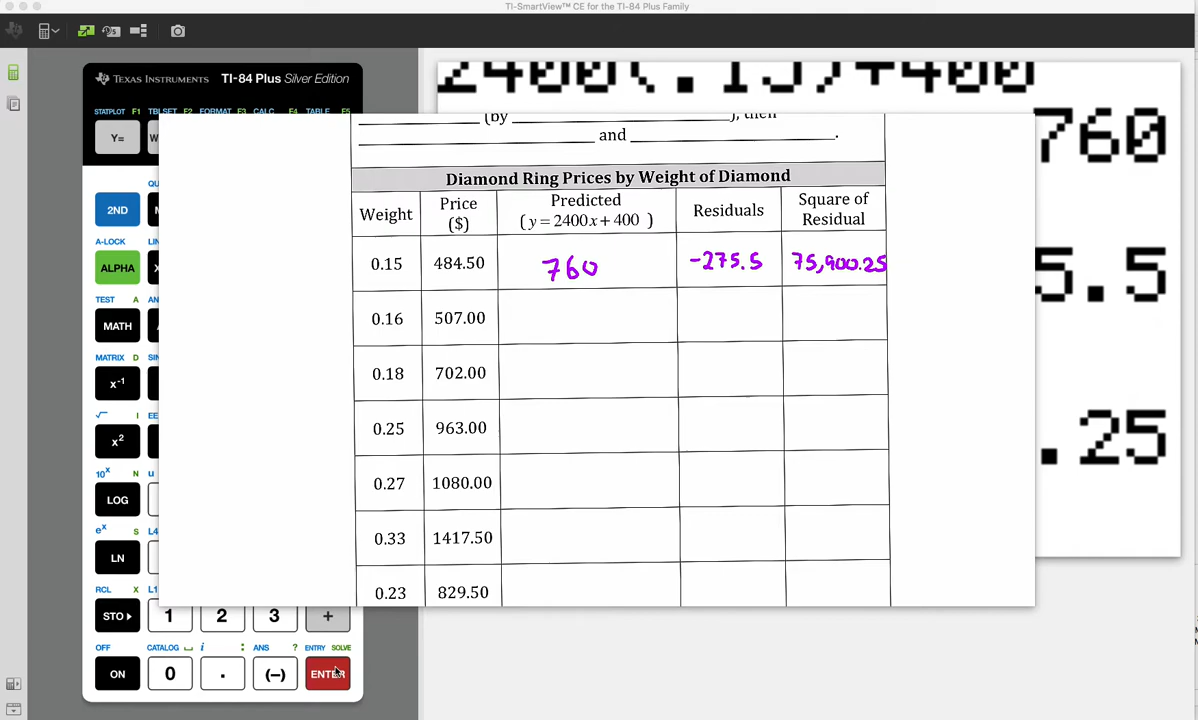 TI-SmartView™ CE for the TI-84 Plus Family
TEXAS INSTRUMENTS TI-84 Plus Silver Edition
STATPLOT F1 TBLSET F2 FORMAT F3 CALC F4 TABLE F5
Y=
2ND
A-LOCK
ALPHA
TEST A
MATH
MATRIX D
x⁻¹
√ I
x²
10ˣ N u
LOG
eˣ S L4
LN
RCL X L1
STO▶ 1 2 3 +
OFF CATALOG i : ANS ? ENTRY SOLVE
ON 0 . (−) ENTER
2400(.15)+400
760
5.5
.25
(by ), then
and .
Diamond Ring Prices by Weight of Diamond
Weight Price ($) Predicted ( y = 2400x + 400 ) Residuals Square of Residual
0.15 484.50 760 -275.5 75,900.25
0.16 507.00
0.18 702.00
0.25 963.00
0.27 1080.00
0.33 1417.50
0.23 829.50